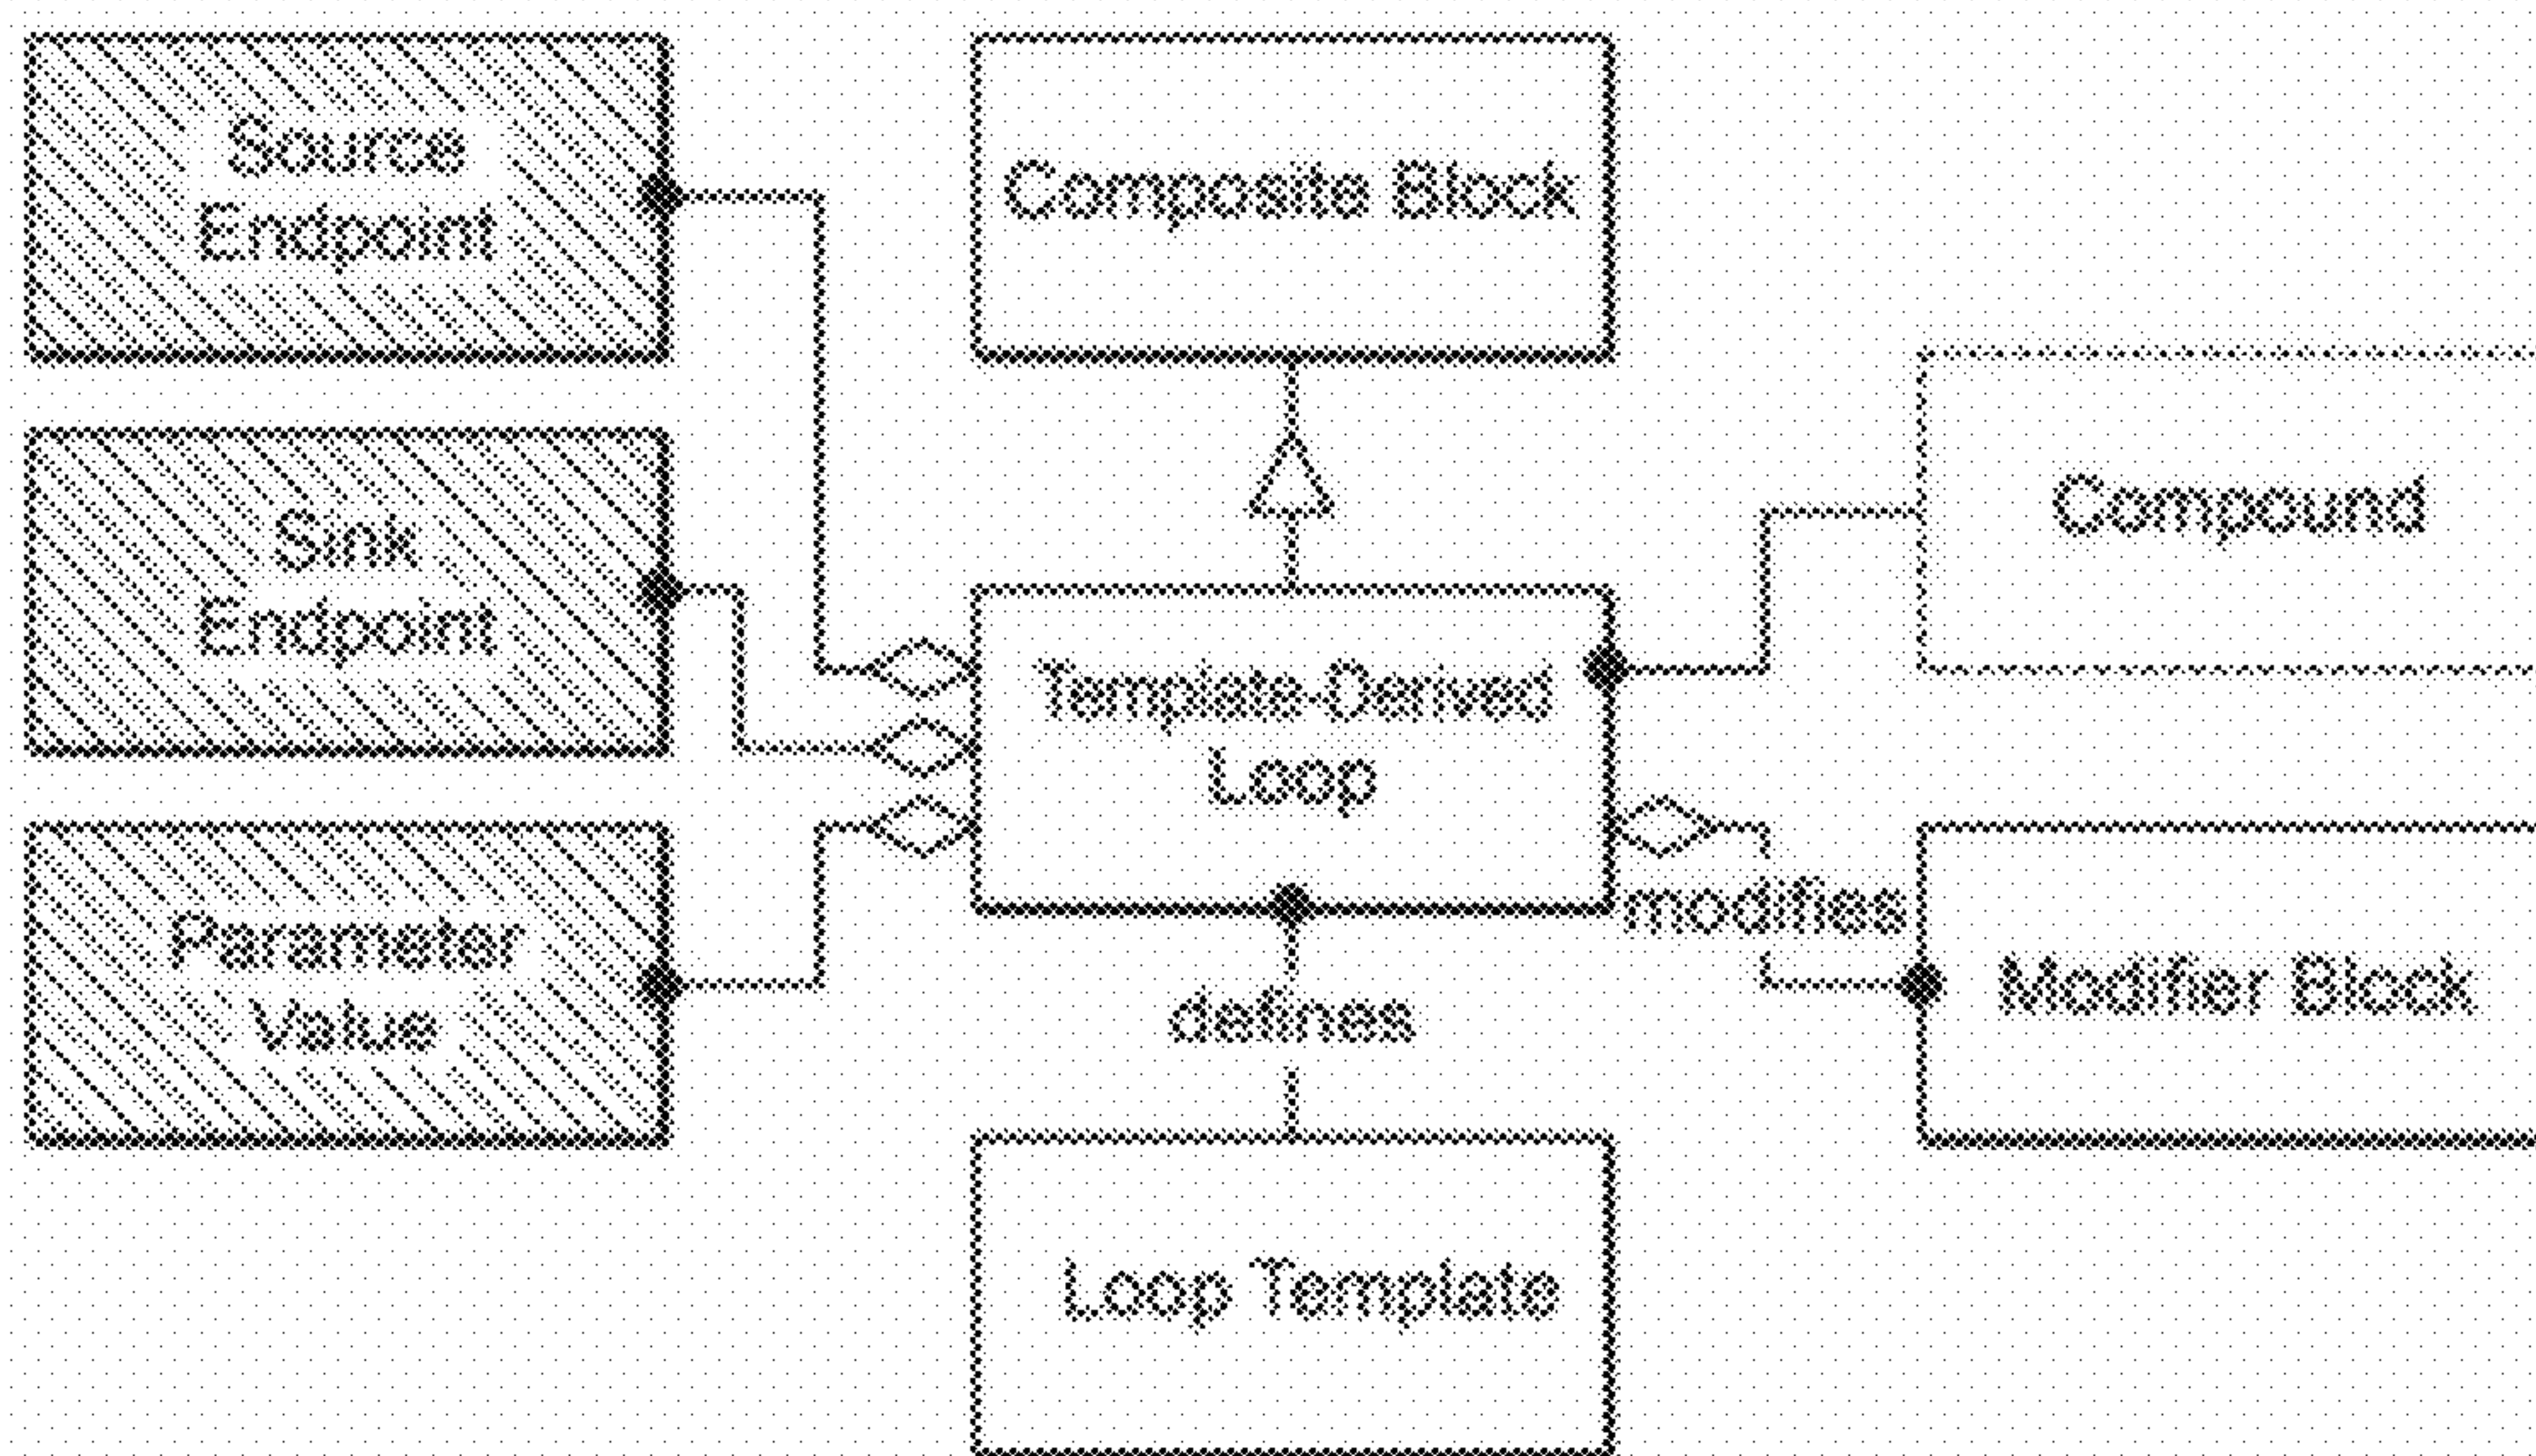 Source
Endpoint
Composite Block
Compound
Sink
Endpoint
Template-Derived
Loop
modifies
Parameter
Value
Modifier Block
defines
Loop Template